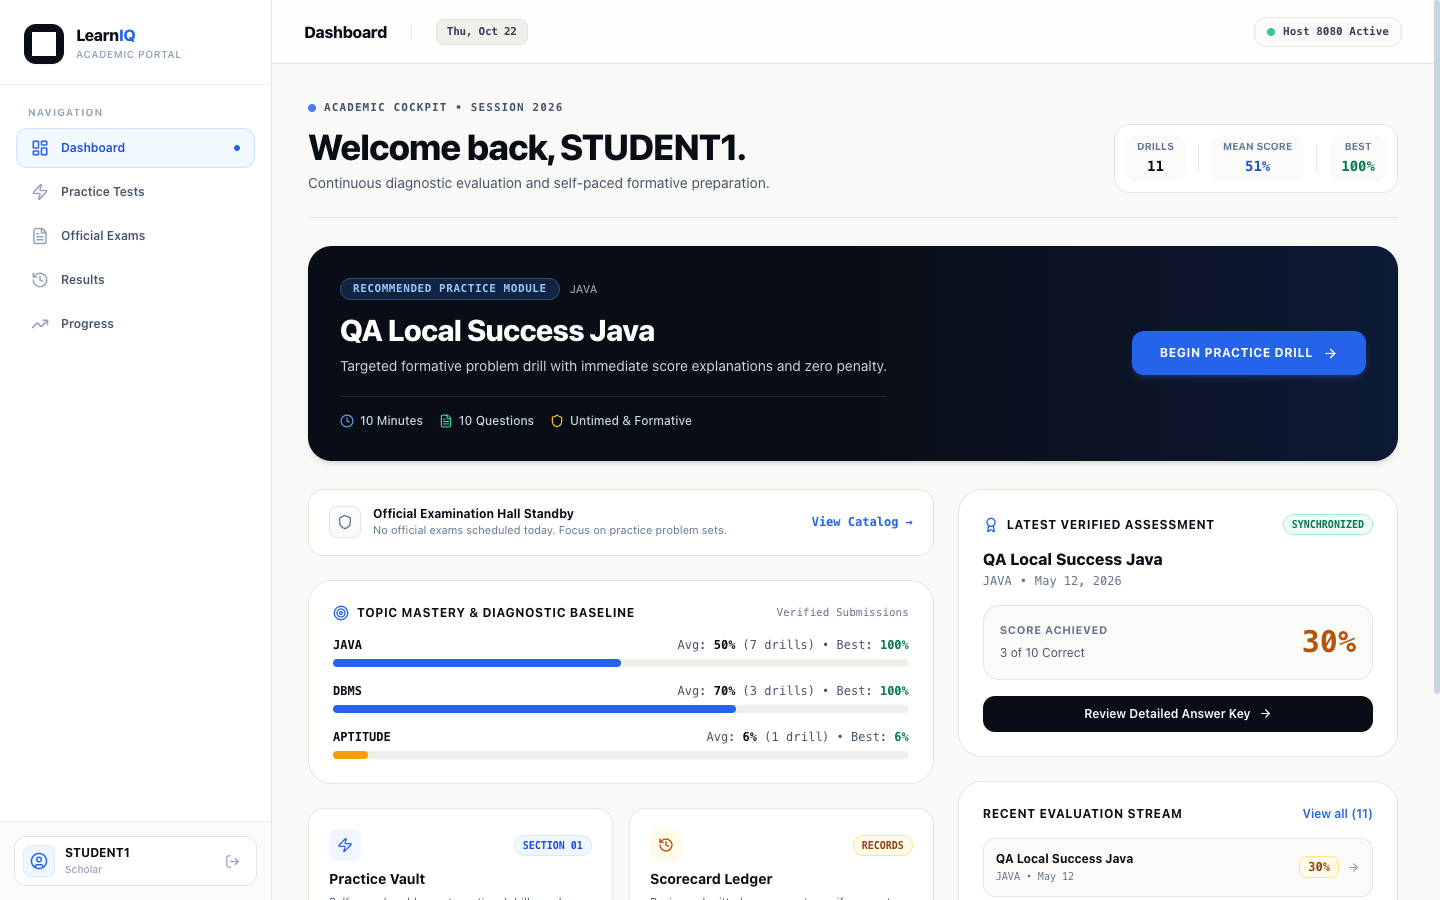 LearnIQ
ACADEMIC PORTAL
NAVIGATION
Dashboard
Practice Tests
Official Exams
Results
Progress
STUDENT1
Scholar
Dashboard
Thu, Oct 22
Host 8080 Active
ACADEMIC COCKPIT • SESSION 2026
Welcome back, STUDENT1.
Continuous diagnostic evaluation and self-paced formative preparation.
DRILLS
11
MEAN SCORE
51%
BEST
100%
RECOMMENDED PRACTICE MODULE
JAVA
QA Local Success Java
Targeted formative problem drill with immediate score explanations and zero penalty.
10 Minutes
10 Questions
Untimed & Formative
BEGIN PRACTICE DRILL →
Official Examination Hall Standby
No official exams scheduled today. Focus on practice problem sets.
View Catalog →
TOPIC MASTERY & DIAGNOSTIC BASELINE
Verified Submissions
JAVA
Avg: 50% (7 drills) • Best: 100%
DBMS
Avg: 70% (3 drills) • Best: 100%
APTITUDE
Avg: 6% (1 drill) • Best: 6%
SECTION 01
Practice Vault
RECORDS
Scorecard Ledger
LATEST VERIFIED ASSESSMENT
SYNCHRONIZED
QA Local Success Java
JAVA • May 12, 2026
SCORE ACHIEVED
3 of 10 Correct
30%
Review Detailed Answer Key →
RECENT EVALUATION STREAM
View all (11)
QA Local Success Java
JAVA • May 12
30% →